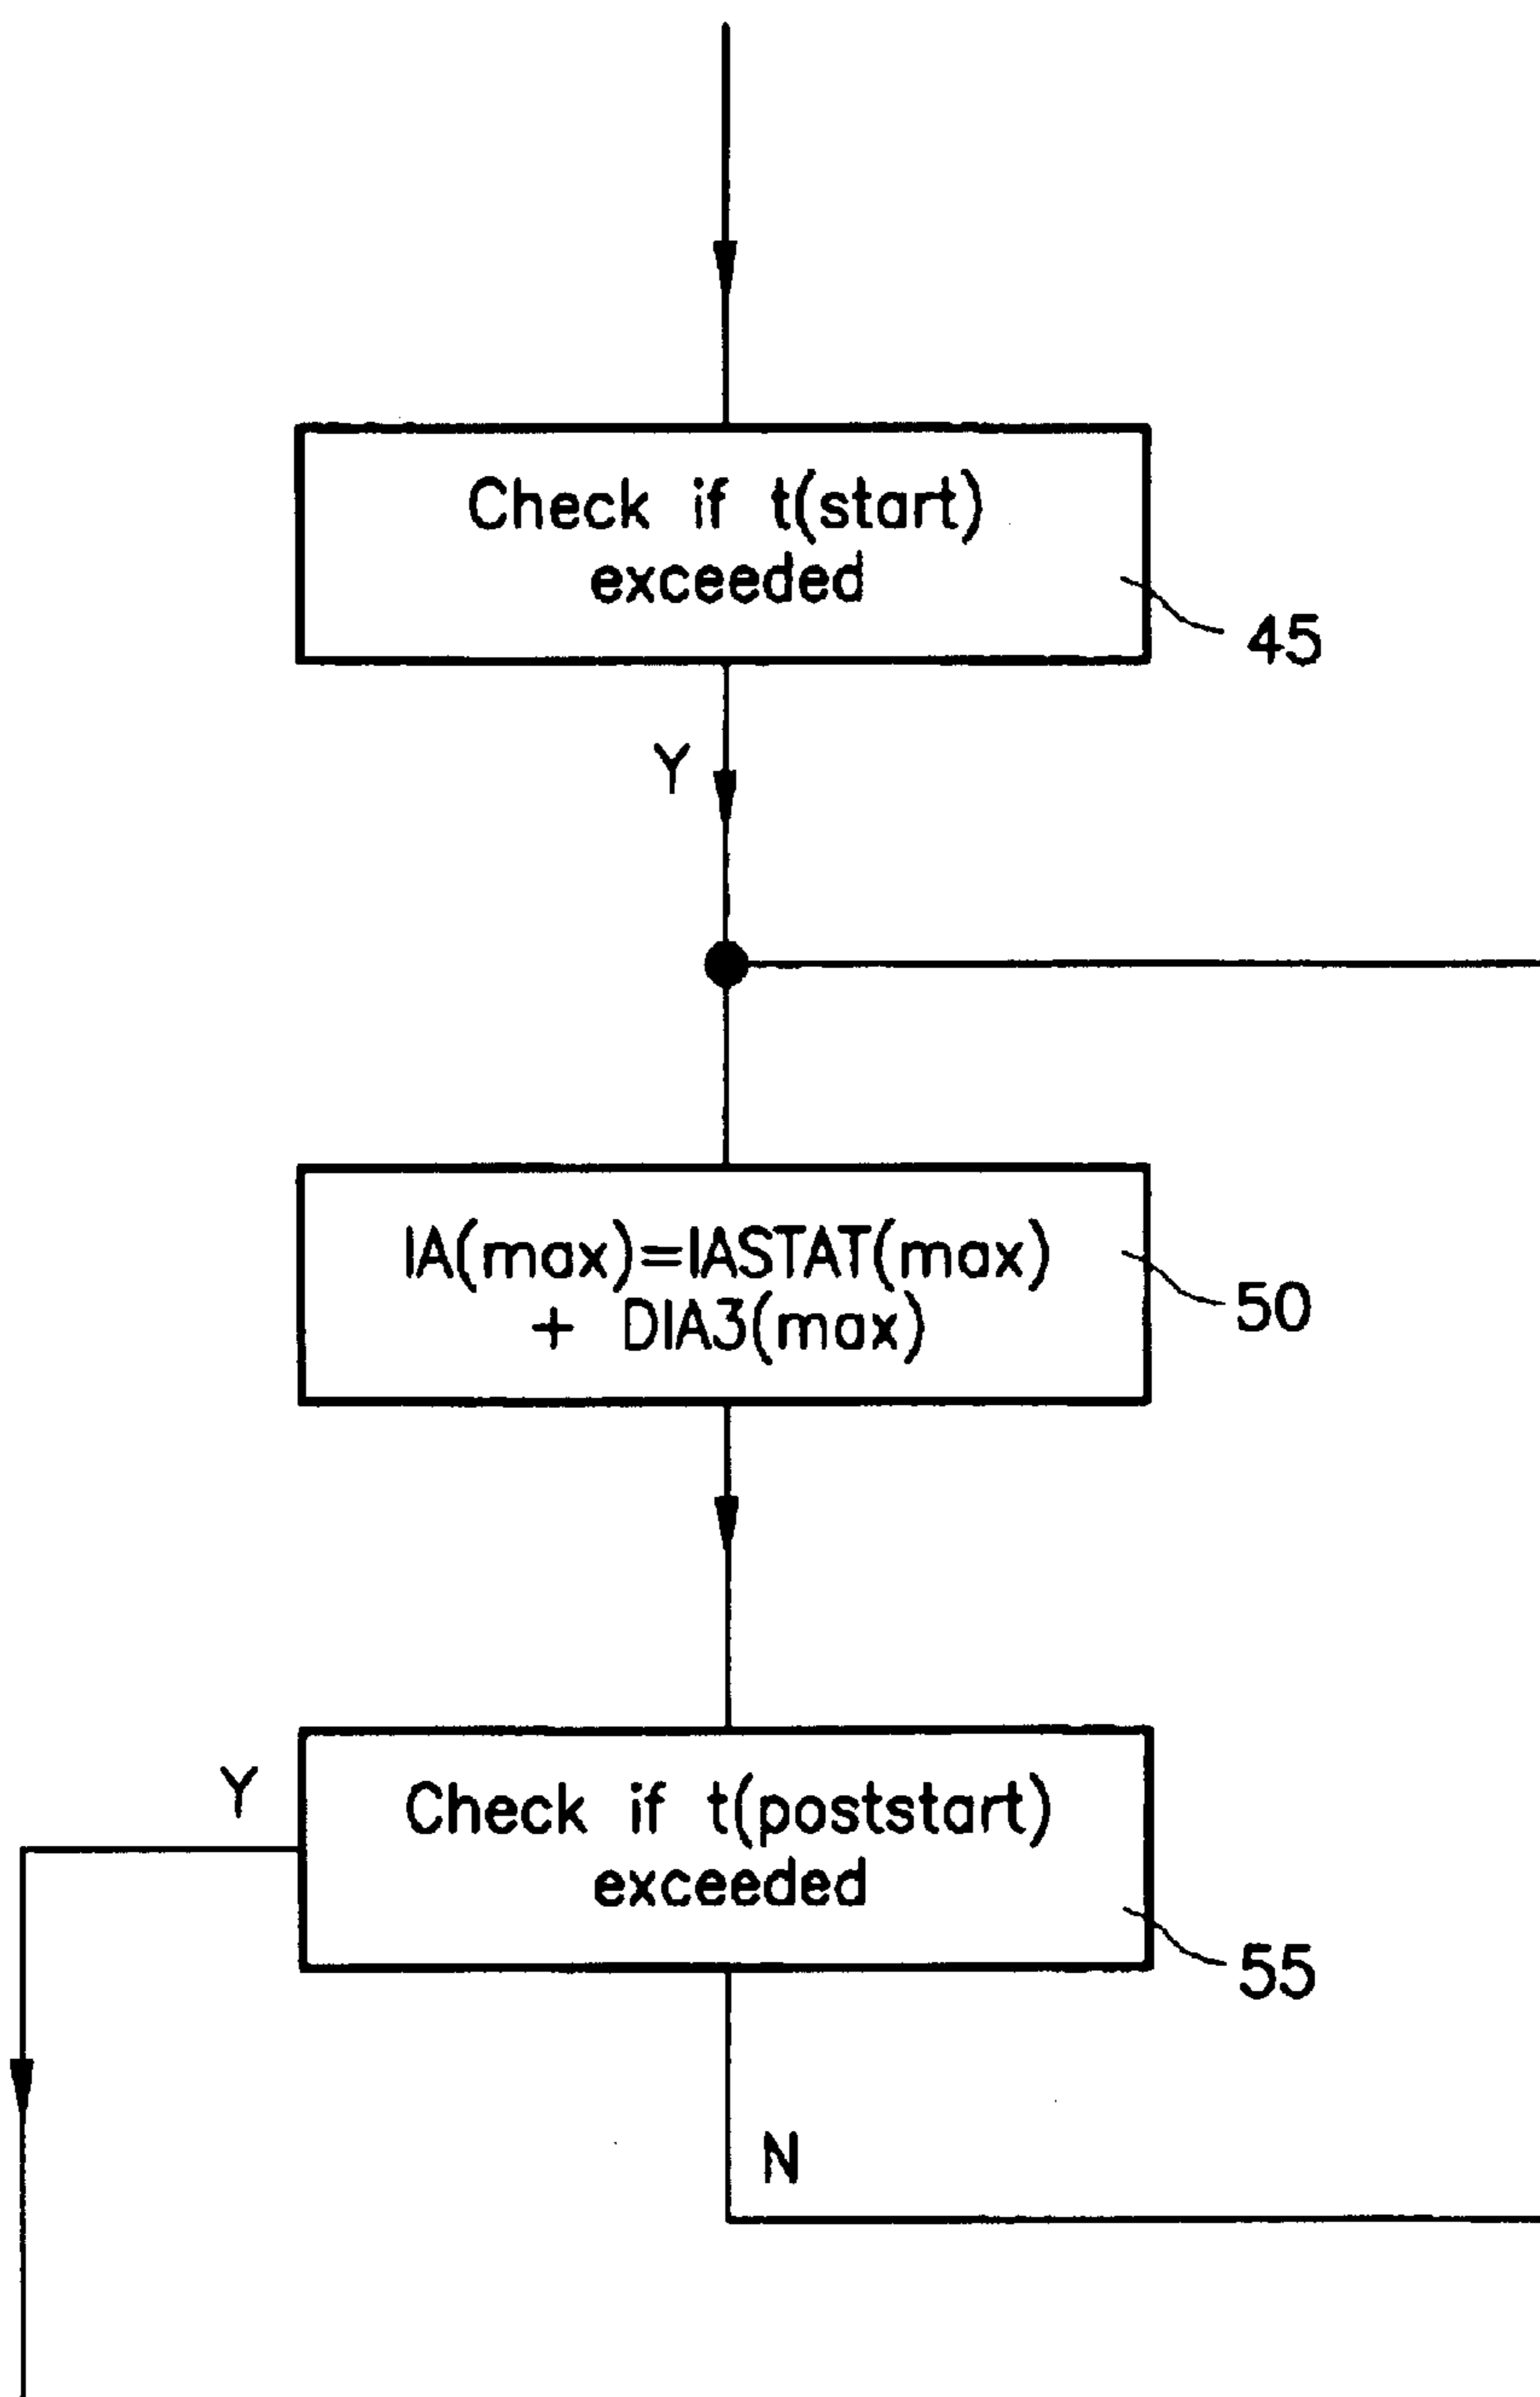 Check if t(start)
exceeded
45
Y
IA(max)=IASTAT(max)
+ DIA3(max)
50
Y
Check if t(poststart)
exceeded
55
N